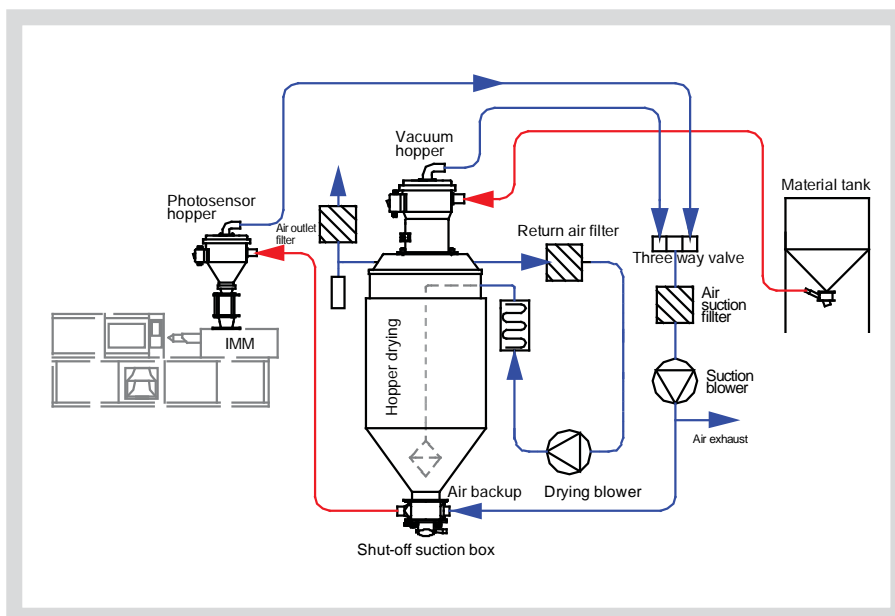 Vacuum
hopper
Photosensor
hopper
Air outlet
filter
Material tank
Return air filter
Three way valve
Air
suction
filter
IMM
Hopper drying
Suction
blower
Air exhaust
Air backup
Drying blower
Shut-off suction box